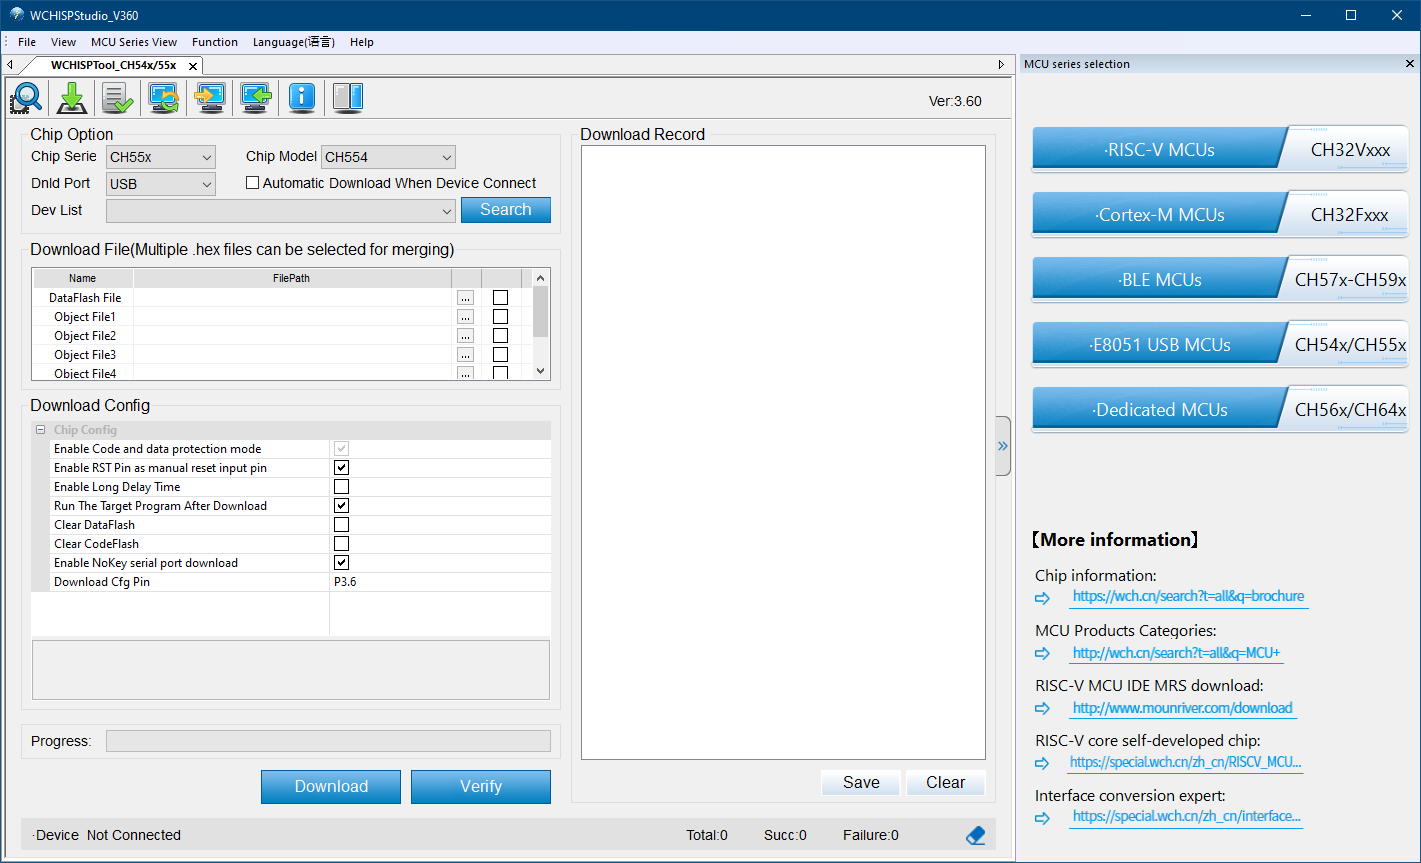 WCHISPStudio_V360
File View MCU Series View Function Language(语言) Help
WCHISPTool_CH54x/55x
MCU series selection
Ver:3.60
Chip Option
Chip Serie CH55x Chip Model CH554
Dnld Port USB Automatic Download When Device Connect
Dev List Search
Download File(Multiple .hex files can be selected for merging)
Name FilePath
DataFlash File ...
Object File1 ...
Object File2 ...
Object File3 ...
Object File4 ...
Download Config
Chip Config
Enable Code and data protection mode
Enable RST Pin as manual reset input pin
Enable Long Delay Time
Run The Target Program After Download
Clear DataFlash
Clear CodeFlash
Enable NoKey serial port download
Download Cfg Pin P3.6
Progress:
Download Verify
Download Record
Save Clear
·Device Not Connected Total:0 Succ:0 Failure:0
·RISC-V MCUs CH32Vxxx
·Cortex-M MCUs CH32Fxxx
·BLE MCUs CH57x-CH59x
·E8051 USB MCUs CH54x/CH55x
·Dedicated MCUs CH56x/CH64x
【More information】
Chip information:
https://wch.cn/search?t=all&q=brochure
MCU Products Categories:
http://wch.cn/search?t=all&q=MCU+
RISC-V MCU IDE MRS download:
http://www.mounriver.com/download
RISC-V core self-developed chip:
https://special.wch.cn/zh_cn/RISCV_MCU...
Interface conversion expert:
https://special.wch.cn/zh_cn/interface...